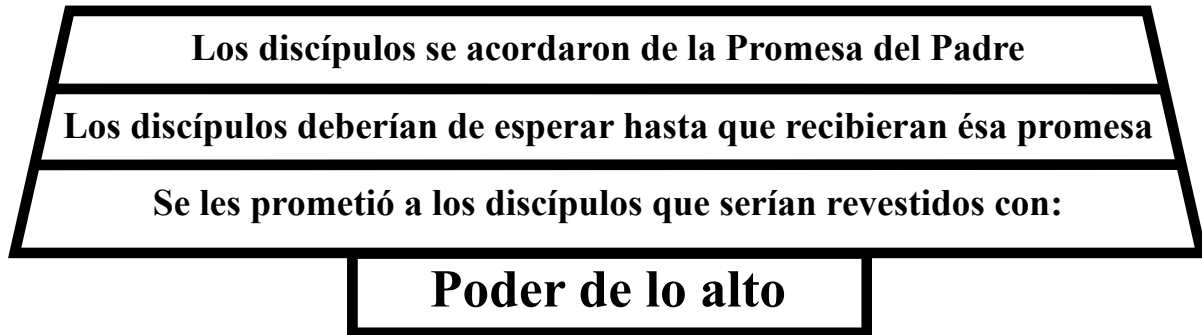 Los discípulos se acordaron de la Promesa del Padre
Los discípulos deberían de esperar hasta que recibieran ésa promesa
Se les prometió a los discípulos que serían revestidos con:
Poder de lo alto